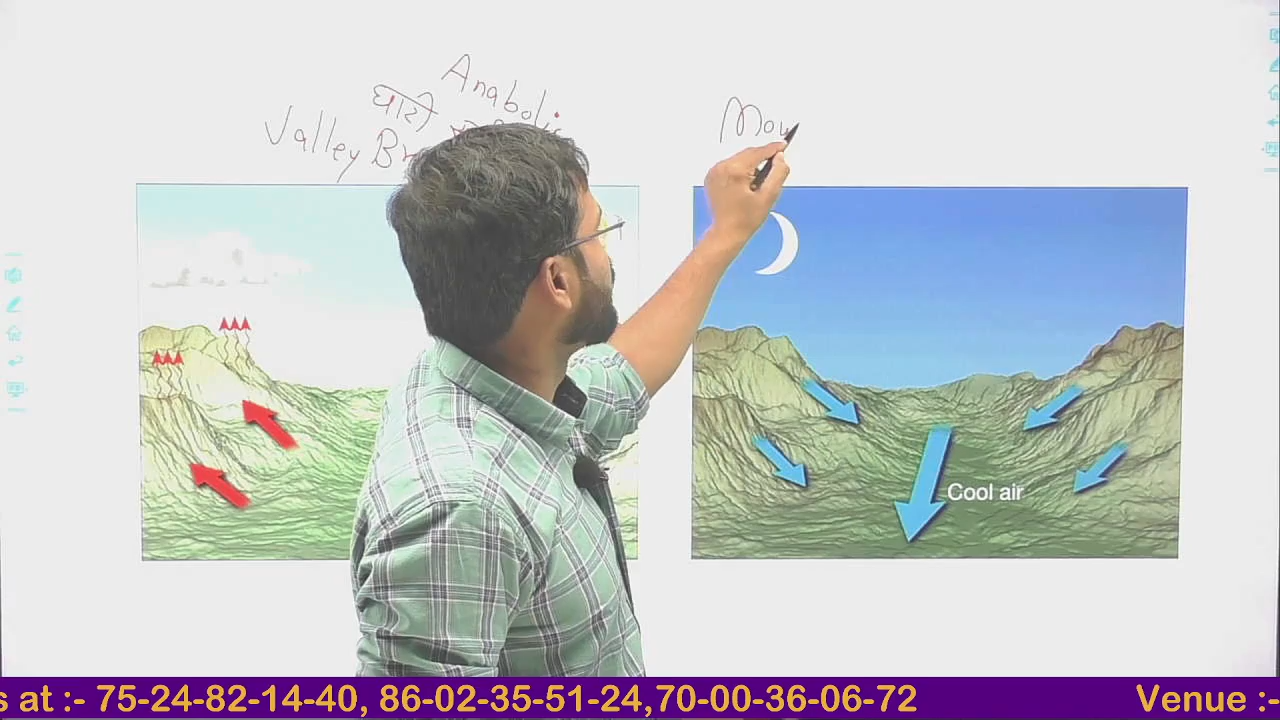 Anabolic
घाटी
Valley Br
Mou
Cool air
s at :- 75-24-82-14-40, 86-02-35-51-24,70-00-36-06-72 Venue :-